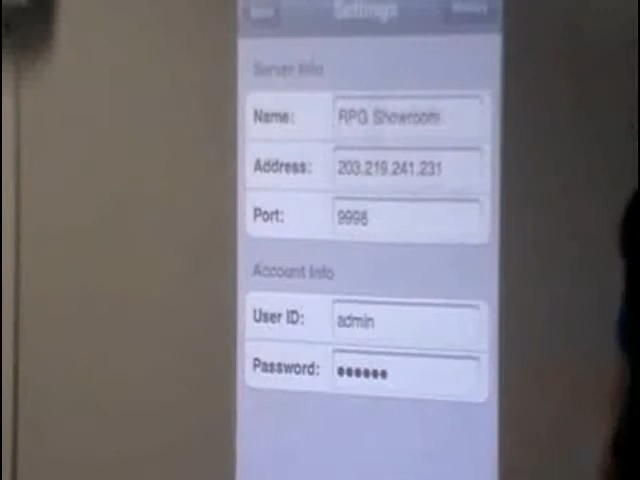 Settings
Server Info
Name: RPG Showroom
Address: 203.219.241.231
Port: 9998
Account Info
User ID: admin
Password: ••••••